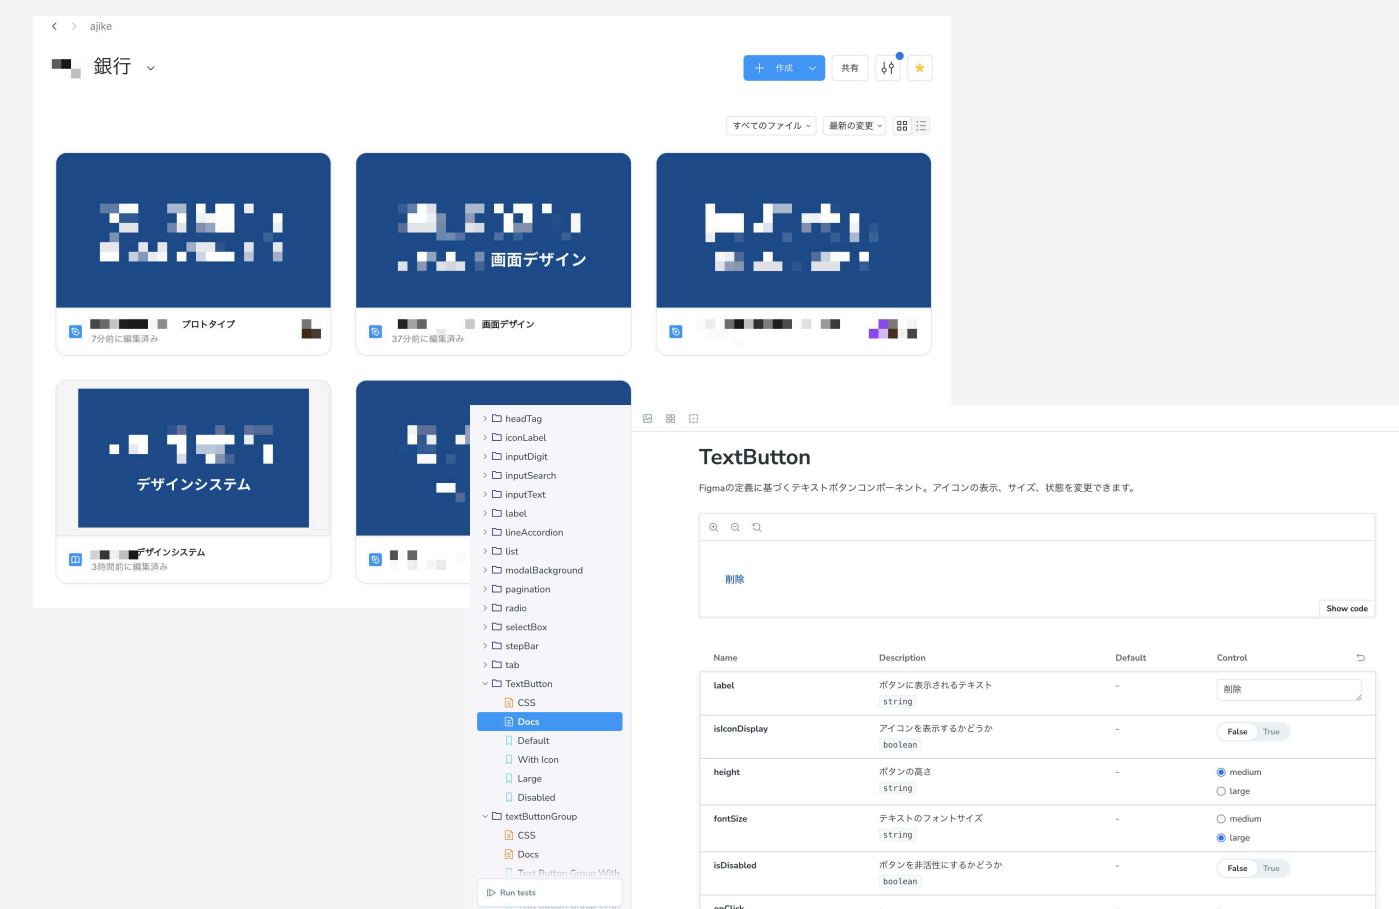 ajike
銀行
作成
共有
すべてのファイル
最新の変更
画面デザイン
プロトタイプ
7分前に編集済み
画面デザイン
37分前に編集済み
デザインシステム
デザインシステム
3時間前に編集済み
headTag
iconLabel
inputDigit
inputSearch
inputText
label
lineAccordion
list
modalBackground
pagination
radio
selectBox
stepBar
tab
TextButton
CSS
Docs
Default
With Icon
Large
Disabled
textButtonGroup
CSS
Docs
Text Button Group With
Run tests
TextButton
Figmaの定義に基づくテキストボタンコンポーネント。アイコンの表示、サイズ、状態を変更できます。
削除
Show code
Name Description Default Control
label ボタンに表示されるテキスト - 削除
string
isIconDisplay アイコンを表示するかどうか - False True
boolean
height ボタンの高さ - medium
string large
fontSize テキストのフォントサイズ - medium
string large
isDisabled ボタンを非活性にするかどうか - False True
boolean
onClick